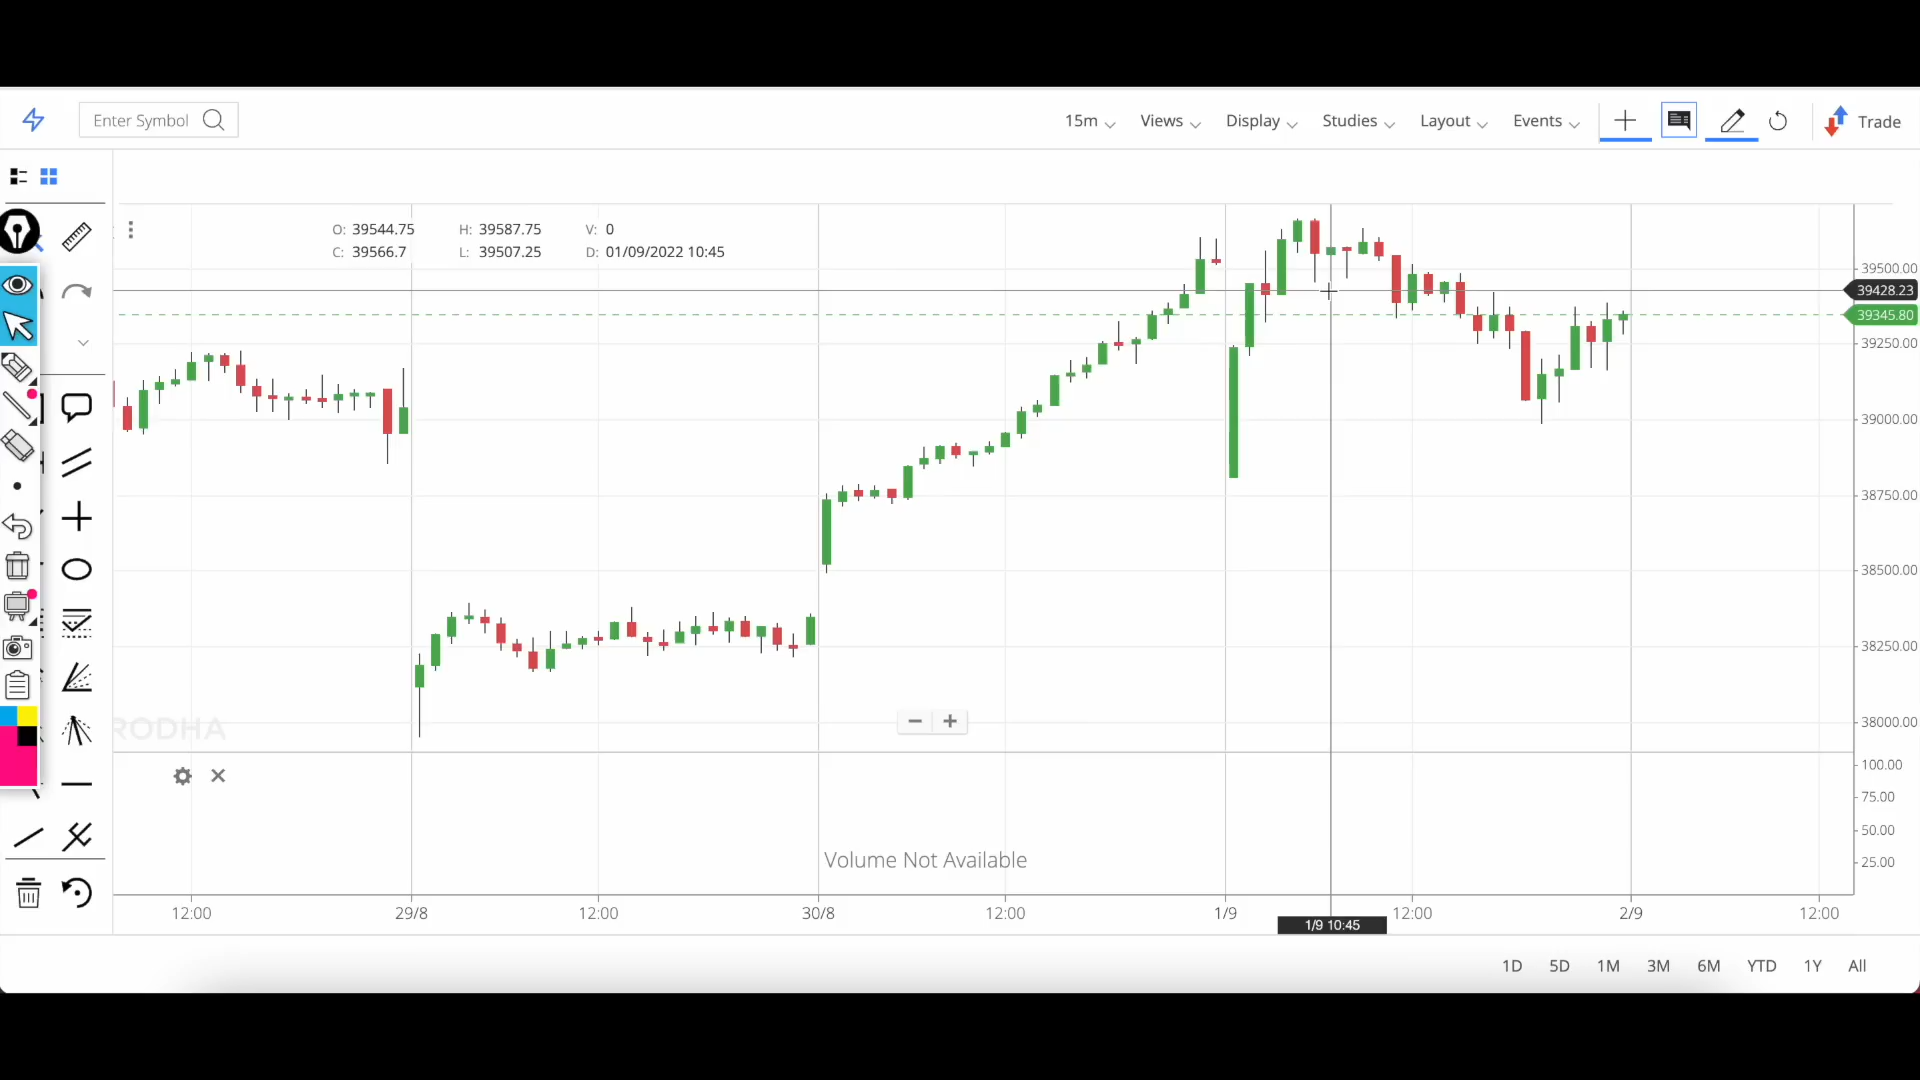 Enter Symbol
15m Views Display Studies Layout Events Trade
O: 39544.75 H: 39587.75 V: 0
C: 39566.7 L: 39507.25 D: 01/09/2022 10:45
39500.00
39428.23
39345.80
39250.00
39000.00
38750.00
38500.00
38250.00
38000.00
RODHA
100.00
75.00
50.00
25.00
Volume Not Available
12:00 29/8 12:00 30/8 12:00 1/9 12:00 2/9 12:00
1/9 10:45
1D 5D 1M 3M 6M YTD 1Y All